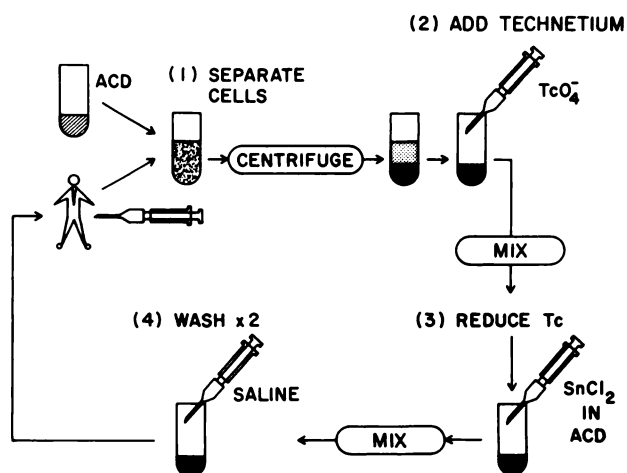 (2) ADD TECHNETIUM
ACD
(1) SEPARATE
CELLS
TcO₄⁻
CENTRIFUGE
MIX
(4) WASH x2
(3) REDUCE Tc
SALINE
SnCl₂
IN
ACD
MIX